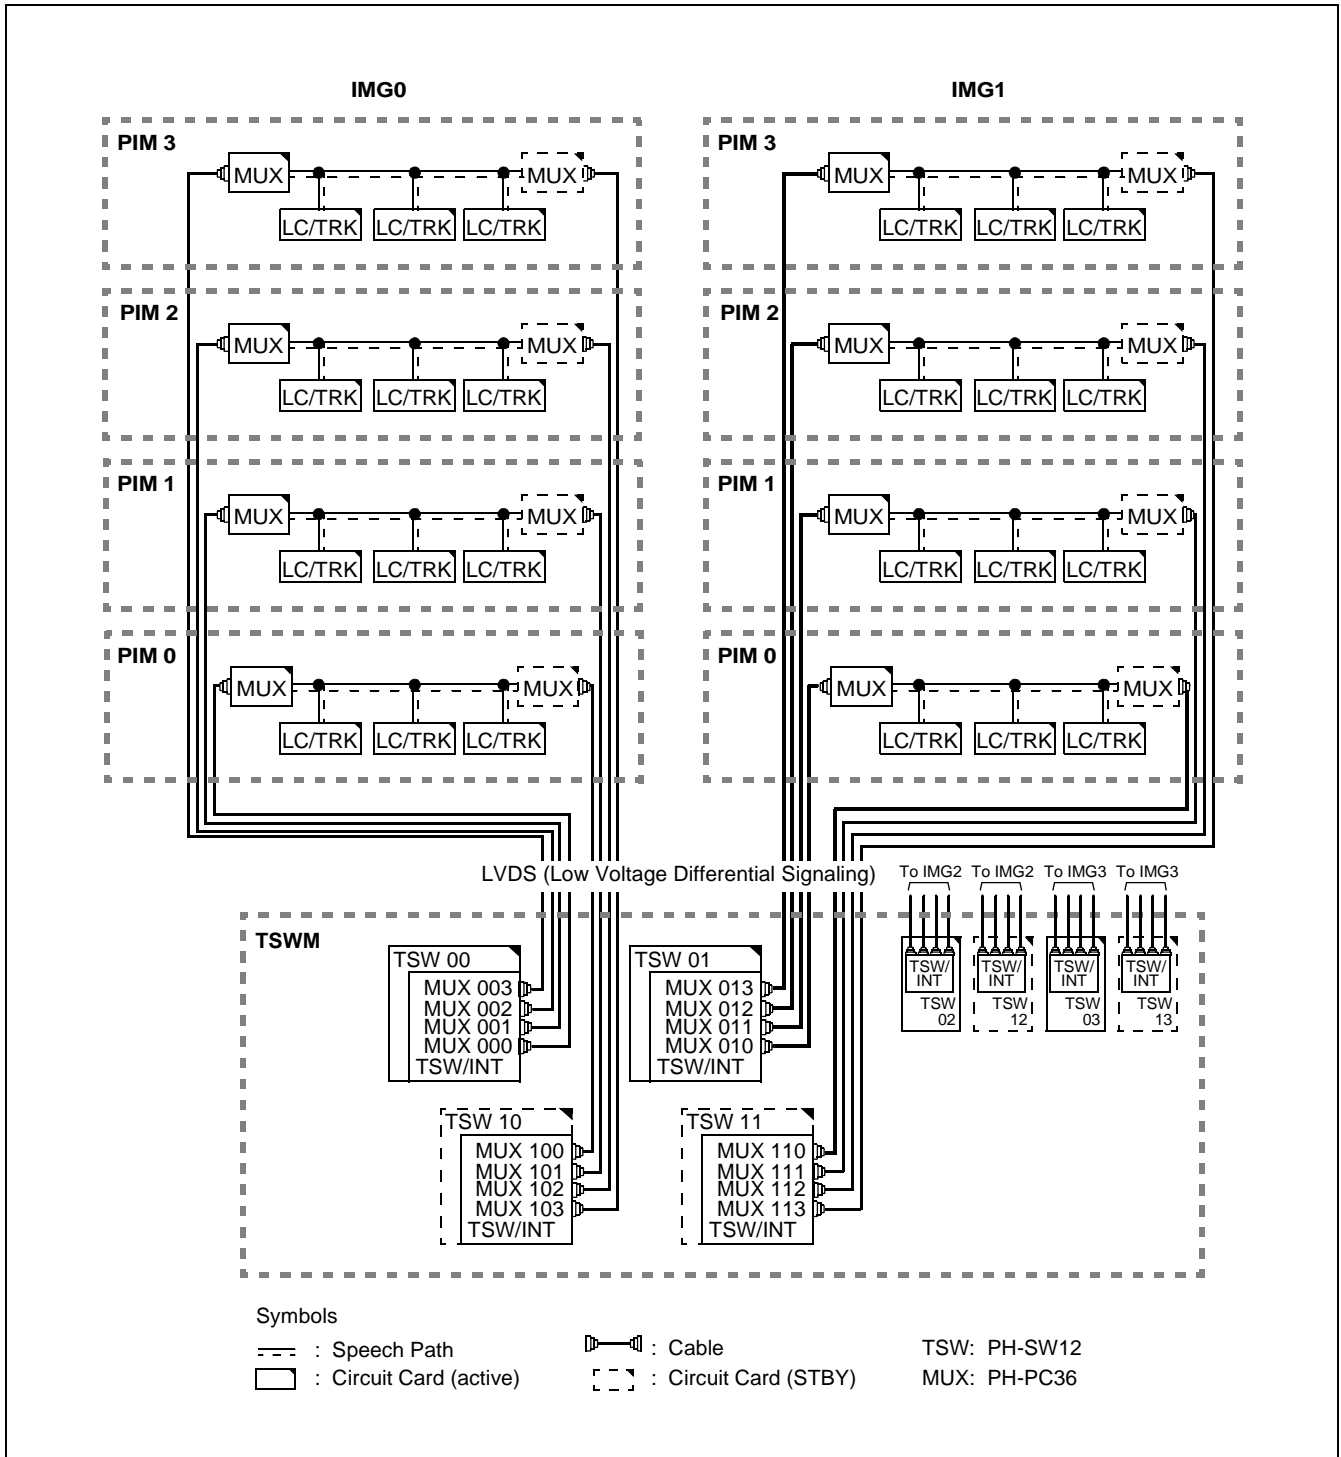 IMG0 IMG1
PIM 3 PIM 3
MUX MUX MUX MUX
LC/TRK LC/TRK LC/TRK LC/TRK LC/TRK LC/TRK
PIM 2 PIM 2
MUX MUX MUX MUX
LC/TRK LC/TRK LC/TRK LC/TRK LC/TRK LC/TRK
PIM 1 PIM 1
MUX MUX MUX MUX
LC/TRK LC/TRK LC/TRK LC/TRK LC/TRK LC/TRK
PIM 0 PIM 0
MUX MUX MUX MUX
LC/TRK LC/TRK LC/TRK LC/TRK LC/TRK LC/TRK
LVDS (Low Voltage Differential Signaling)
To IMG2 To IMG2 To IMG3 To IMG3
TSWM
TSW 00
MUX 003
MUX 002
MUX 001
MUX 000
TSW/INT
TSW 01
MUX 013
MUX 012
MUX 011
MUX 010
TSW/INT
TSW/
INT
TSW
02
TSW/
INT
TSW
12
TSW/
INT
TSW
03
TSW/
INT
TSW
13
TSW 10
MUX 100
MUX 101
MUX 102
MUX 103
TSW/INT
TSW 11
MUX 110
MUX 111
MUX 112
MUX 113
TSW/INT
Symbols
: Speech Path : Cable TSW: PH-SW12
: Circuit Card (active) : Circuit Card (STBY) MUX: PH-PC36